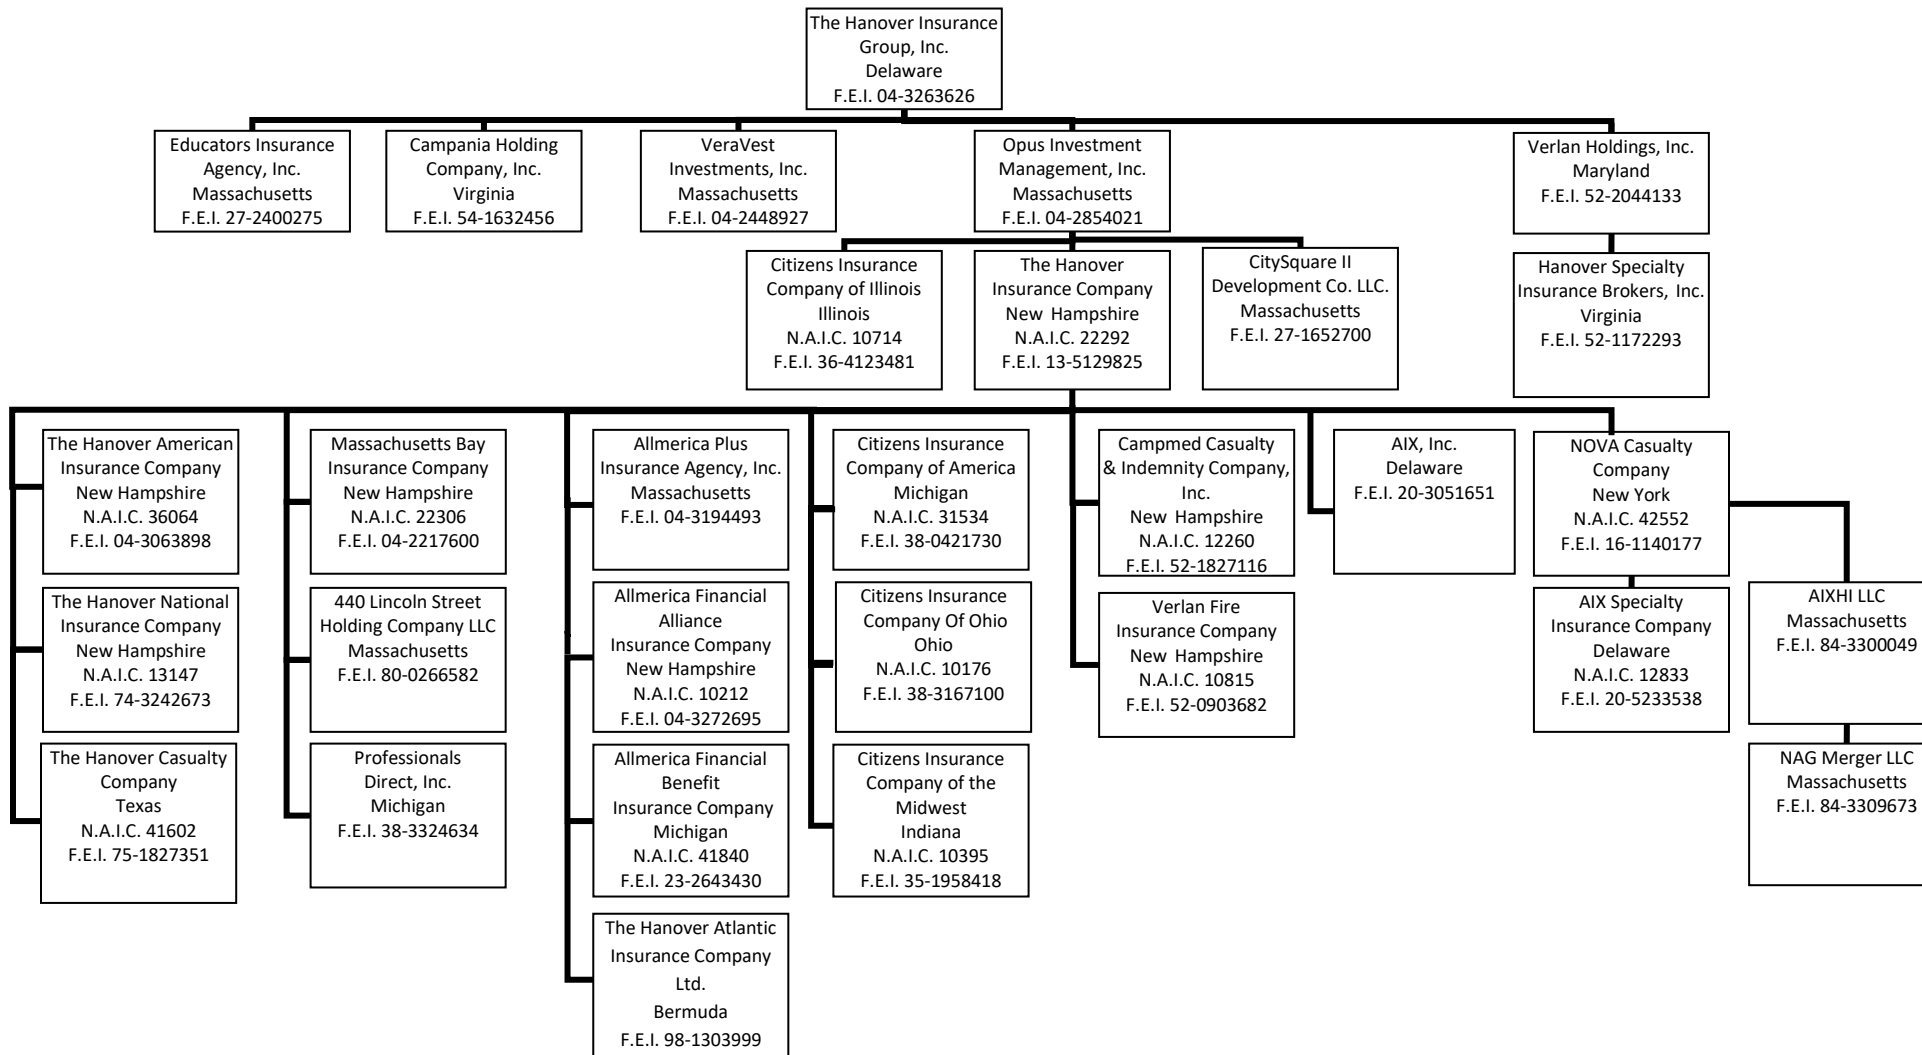 The Hanover Insurance
Group, Inc.
Delaware
F.E.I. 04-3263626
Educators Insurance
Agency, Inc.
Massachusetts
F.E.I. 27-2400275
Campania Holding
Company, Inc.
Virginia
F.E.I. 54-1632456
VeraVest
Investments, Inc.
Massachusetts
F.E.I. 04-2448927
Opus Investment
Management, Inc.
Massachusetts
F.E.I. 04-2854021
Verlan Holdings, Inc.
Maryland
F.E.I. 52-2044133
Citizens Insurance
Company of Illinois
Illinois
N.A.I.C. 10714
F.E.I. 36-4123481
The Hanover
Insurance Company
New Hampshire
N.A.I.C. 22292
F.E.I. 13-5129825
CitySquare II
Development Co. LLC.
Massachusetts
F.E.I. 27-1652700
Hanover Specialty
Insurance Brokers, Inc.
Virginia
F.E.I. 52-1172293
The Hanover American
Insurance Company
New Hampshire
N.A.I.C. 36064
F.E.I. 04-3063898
Massachusetts Bay
Insurance Company
New Hampshire
N.A.I.C. 22306
F.E.I. 04-2217600
Allmerica Plus
Insurance Agency, Inc.
Massachusetts
F.E.I. 04-3194493
Citizens Insurance
Company of America
Michigan
N.A.I.C. 31534
F.E.I. 38-0421730
Campmed Casualty
& Indemnity Company,
Inc.
New Hampshire
N.A.I.C. 12260
F.E.I. 52-1827116
AIX, Inc.
Delaware
F.E.I. 20-3051651
NOVA Casualty
Company
New York
N.A.I.C. 42552
F.E.I. 16-1140177
The Hanover National
Insurance Company
New Hampshire
N.A.I.C. 13147
F.E.I. 74-3242673
440 Lincoln Street
Holding Company LLC
Massachusetts
F.E.I. 80-0266582
Allmerica Financial
Alliance
Insurance Company
New Hampshire
N.A.I.C. 10212
F.E.I. 04-3272695
Citizens Insurance
Company Of Ohio
Ohio
N.A.I.C. 10176
F.E.I. 38-3167100
Verlan Fire
Insurance Company
New Hampshire
N.A.I.C. 10815
F.E.I. 52-0903682
AIX Specialty
Insurance Company
Delaware
N.A.I.C. 12833
F.E.I. 20-5233538
AIXHI LLC
Massachusetts
F.E.I. 84-3300049
The Hanover Casualty
Company
Texas
N.A.I.C. 41602
F.E.I. 75-1827351
Professionals
Direct, Inc.
Michigan
F.E.I. 38-3324634
Allmerica Financial
Benefit
Insurance Company
Michigan
N.A.I.C. 41840
F.E.I. 23-2643430
Citizens Insurance
Company of the
Midwest
Indiana
N.A.I.C. 10395
F.E.I. 35-1958418
NAG Merger LLC
Massachusetts
F.E.I. 84-3309673
The Hanover Atlantic
Insurance Company
Ltd.
Bermuda
F.E.I. 98-1303999